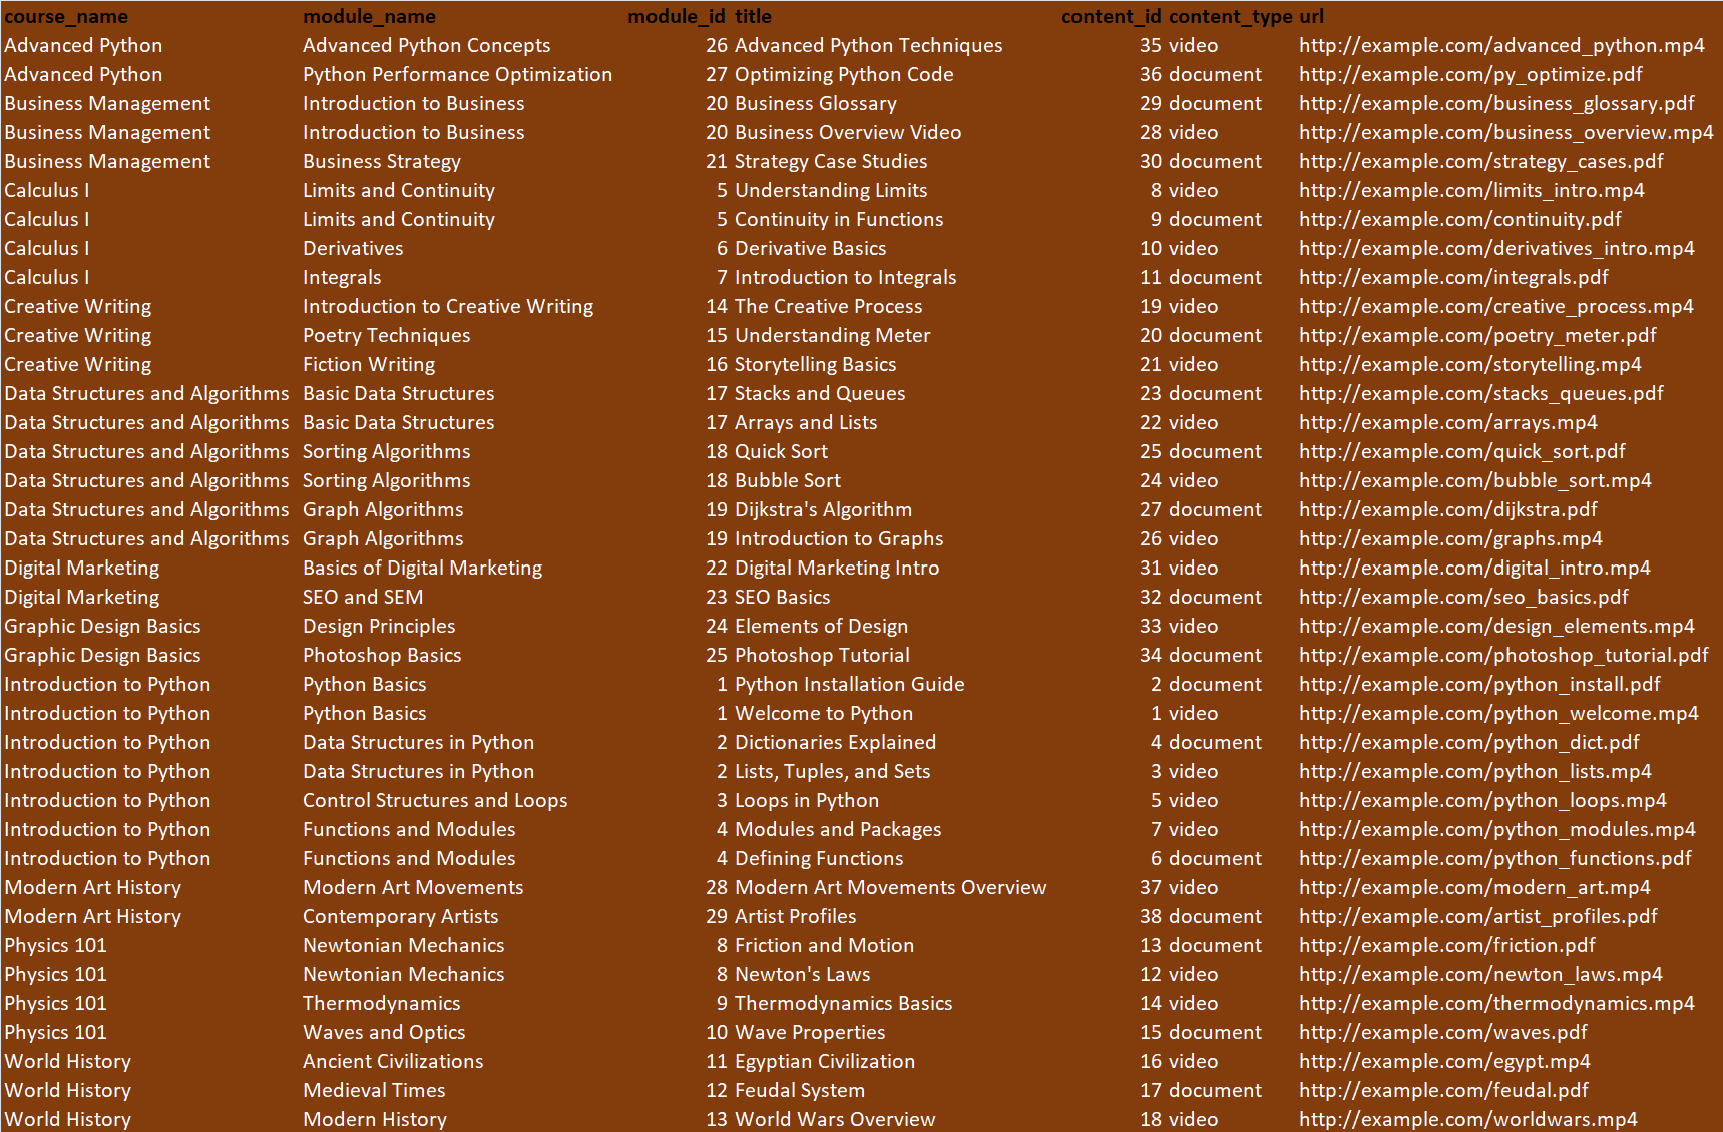 course_name module_name module_id title content_id content_type url
Advanced Python Advanced Python Concepts 26 Advanced Python Techniques 35 video http://example.com/advanced_python.mp4
Advanced Python Python Performance Optimization 27 Optimizing Python Code 36 document http://example.com/py_optimize.pdf
Business Management Introduction to Business 20 Business Glossary 29 document http://example.com/business_glossary.pdf
Business Management Introduction to Business 20 Business Overview Video 28 video http://example.com/business_overview.mp4
Business Management Business Strategy 21 Strategy Case Studies 30 document http://example.com/strategy_cases.pdf
Calculus I Limits and Continuity 5 Understanding Limits 8 video http://example.com/limits_intro.mp4
Calculus I Limits and Continuity 5 Continuity in Functions 9 document http://example.com/continuity.pdf
Calculus I Derivatives 6 Derivative Basics 10 video http://example.com/derivatives_intro.mp4
Calculus I Integrals 7 Introduction to Integrals 11 document http://example.com/integrals.pdf
Creative Writing Introduction to Creative Writing 14 The Creative Process 19 video http://example.com/creative_process.mp4
Creative Writing Poetry Techniques 15 Understanding Meter 20 document http://example.com/poetry_meter.pdf
Creative Writing Fiction Writing 16 Storytelling Basics 21 video http://example.com/storytelling.mp4
Data Structures and Algorithms Basic Data Structures 17 Stacks and Queues 23 document http://example.com/stacks_queues.pdf
Data Structures and Algorithms Basic Data Structures 17 Arrays and Lists 22 video http://example.com/arrays.mp4
Data Structures and Algorithms Sorting Algorithms 18 Quick Sort 25 document http://example.com/quick_sort.pdf
Data Structures and Algorithms Sorting Algorithms 18 Bubble Sort 24 video http://example.com/bubble_sort.mp4
Data Structures and Algorithms Graph Algorithms 19 Dijkstra's Algorithm 27 document http://example.com/dijkstra.pdf
Data Structures and Algorithms Graph Algorithms 19 Introduction to Graphs 26 video http://example.com/graphs.mp4
Digital Marketing Basics of Digital Marketing 22 Digital Marketing Intro 31 video http://example.com/digital_intro.mp4
Digital Marketing SEO and SEM 23 SEO Basics 32 document http://example.com/seo_basics.pdf
Graphic Design Basics Design Principles 24 Elements of Design 33 video http://example.com/design_elements.mp4
Graphic Design Basics Photoshop Basics 25 Photoshop Tutorial 34 document http://example.com/photoshop_tutorial.pdf
Introduction to Python Python Basics 1 Python Installation Guide 2 document http://example.com/python_install.pdf
Introduction to Python Python Basics 1 Welcome to Python 1 video http://example.com/python_welcome.mp4
Introduction to Python Data Structures in Python 2 Dictionaries Explained 4 document http://example.com/python_dict.pdf
Introduction to Python Data Structures in Python 2 Lists, Tuples, and Sets 3 video http://example.com/python_lists.mp4
Introduction to Python Control Structures and Loops 3 Loops in Python 5 video http://example.com/python_loops.mp4
Introduction to Python Functions and Modules 4 Modules and Packages 7 video http://example.com/python_modules.mp4
Introduction to Python Functions and Modules 4 Defining Functions 6 document http://example.com/python_functions.pdf
Modern Art History Modern Art Movements 28 Modern Art Movements Overview 37 video http://example.com/modern_art.mp4
Modern Art History Contemporary Artists 29 Artist Profiles 38 document http://example.com/artist_profiles.pdf
Physics 101 Newtonian Mechanics 8 Friction and Motion 13 document http://example.com/friction.pdf
Physics 101 Newtonian Mechanics 8 Newton's Laws 12 video http://example.com/newton_laws.mp4
Physics 101 Thermodynamics 9 Thermodynamics Basics 14 video http://example.com/thermodynamics.mp4
Physics 101 Waves and Optics 10 Wave Properties 15 document http://example.com/waves.pdf
World History Ancient Civilizations 11 Egyptian Civilization 16 video http://example.com/egypt.mp4
World History Medieval Times 12 Feudal System 17 document http://example.com/feudal.pdf
World History Modern History 13 World Wars Overview 18 video http://example.com/worldwars.mp4